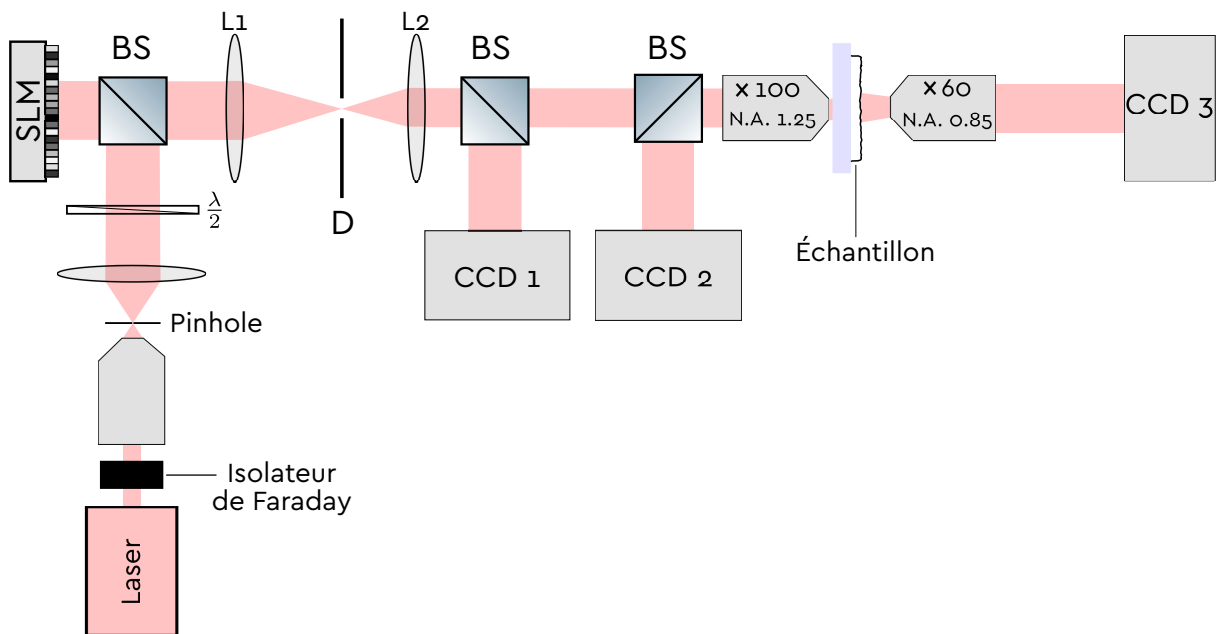 L1
L2
BS
BS
BS
SLM
× 100
N.A. 1.25
× 60
N.A. 0.85
CCD 3
λ/2
D
Échantillon
CCD 1
CCD 2
Pinhole
Isolateur
de Faraday
Laser